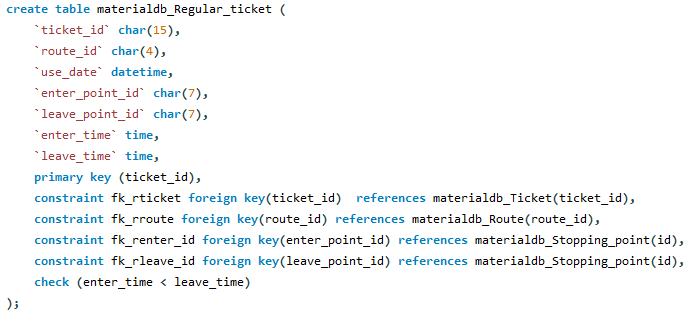 create table materialdb_Regular_ticket (
`ticket_id` char(15),
`route_id` char(4),
`use_date` datetime,
`enter_point_id` char(7),
`leave_point_id` char(7),
`enter_time` time,
`leave_time` time,
primary key (ticket_id),
constraint fk_rticket foreign key(ticket_id)  references materialdb_Ticket(ticket_id),
constraint fk_rroute foreign key(route_id) references materialdb_Route(route_id),
constraint fk_renter_id foreign key(enter_point_id) references materialdb_Stopping_point(id),
constraint fk_rleave_id foreign key(leave_point_id) references materialdb_Stopping_point(id),
check (enter_time < leave_time)
);